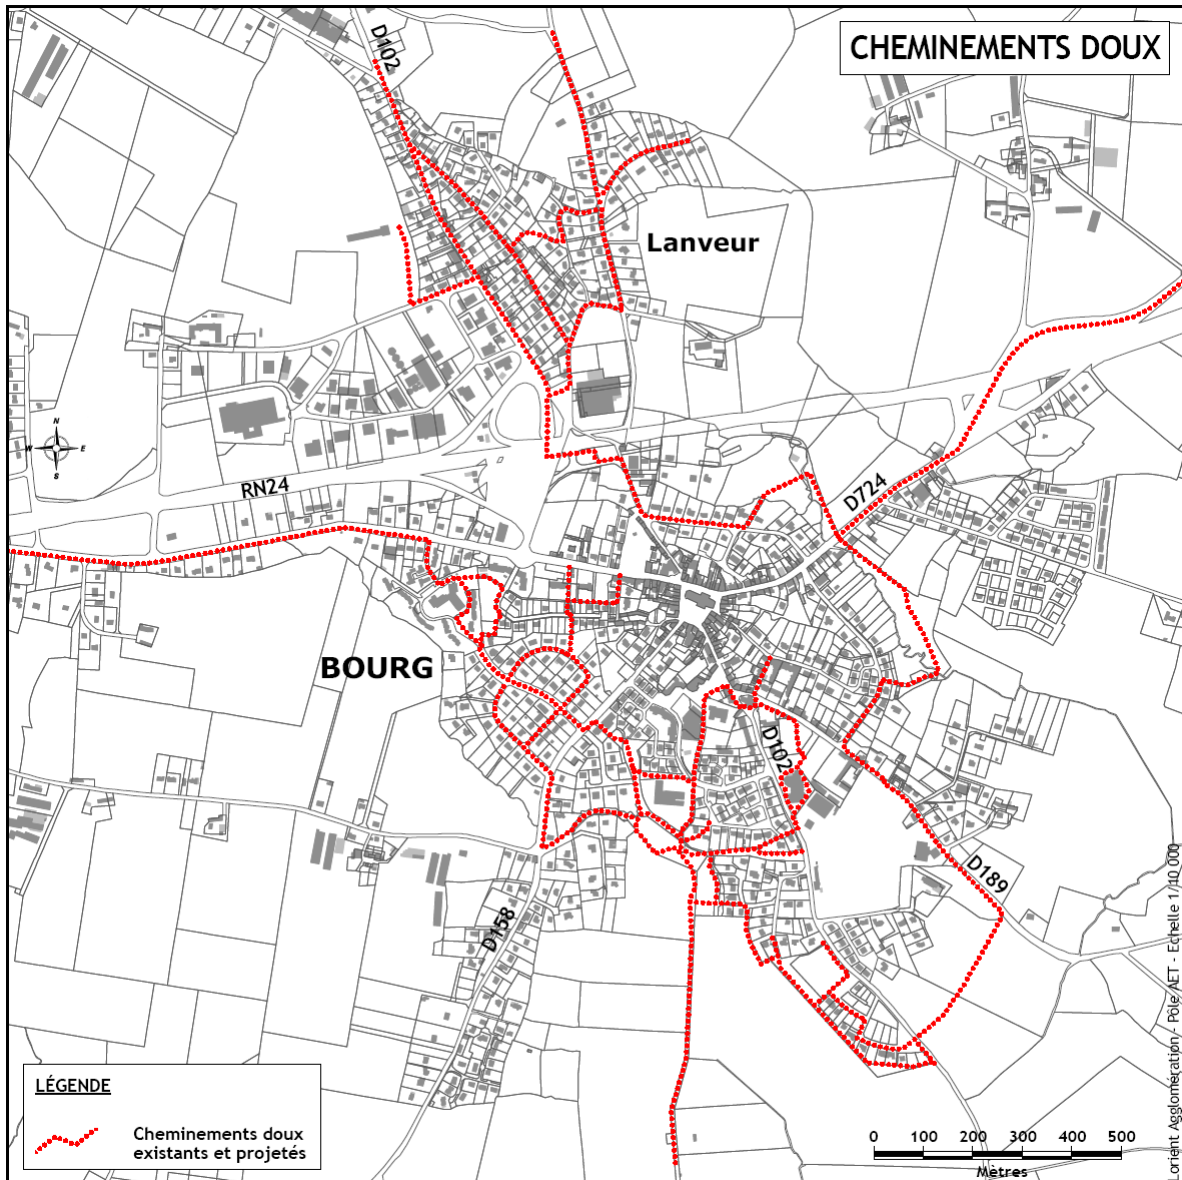 CHEMINEMENTS DOUX
D102
Lanveur
N
W E
S
RN24
D724
BOURG
D102
D189
D158
LÉGENDE
Cheminements doux
existants et projetés
0 100 200 300 400 500
Mètres
Lorient Agglomération - Pôle AET - Echelle 1/10 000